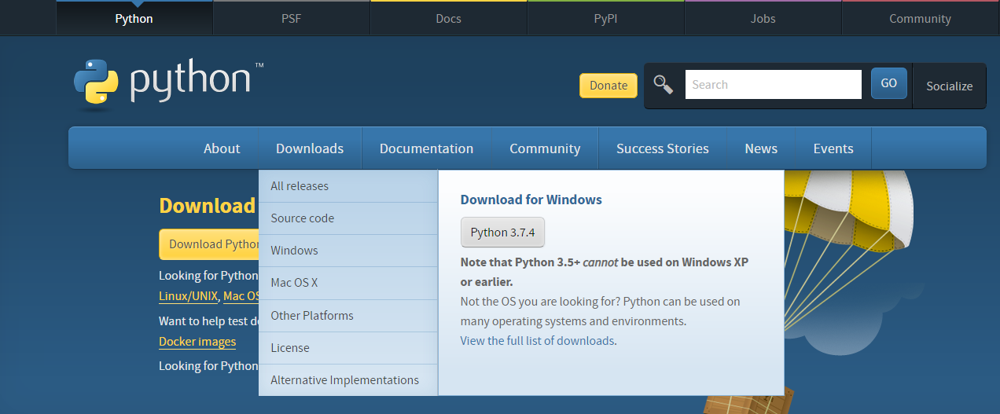 Python
PSF
Docs
PyPI
Jobs
Community
python™
Donate
Search
GO
Socialize
About
Downloads
Documentation
Community
Success Stories
News
Events
Download
Download Python
Looking for Python
Linux/UNIX, Mac OS
Want to help test d
Docker images
Looking for Python
All releases
Source code
Windows
Mac OS X
Other Platforms
License
Alternative Implementations
Download for Windows
Python 3.7.4
Note that Python 3.5+ cannot be used on Windows XP
or earlier.
Not the OS you are looking for? Python can be used on
many operating systems and environments.
View the full list of downloads.